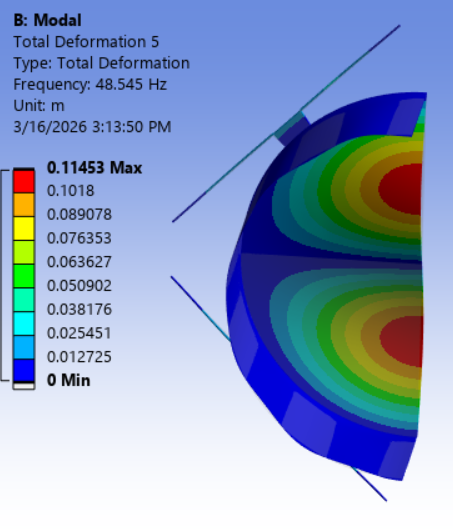 B: Modal
Total Deformation 5
Type: Total Deformation
Frequency: 48.545 Hz
Unit: m
3/16/2026 3:13:50 PM
0.11453 Max
0.1018
0.089078
0.076353
0.063627
0.050902
0.038176
0.025451
0.012725
0 Min